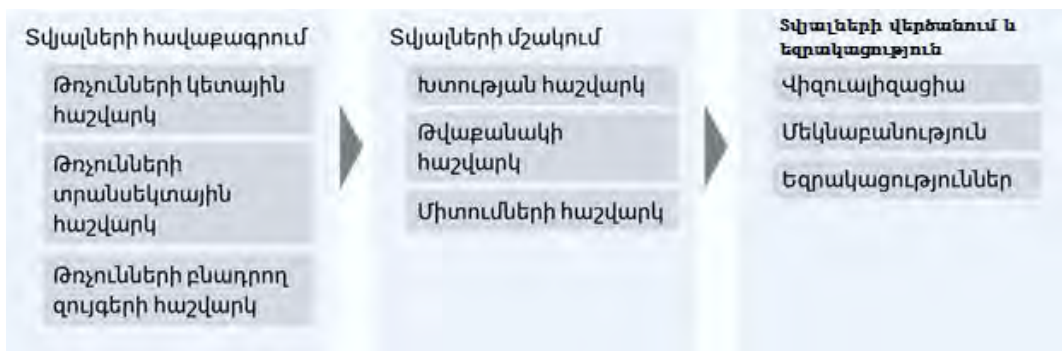 Տվյալների հավաքագրում
Թռչունների կետային
հաշվարկ
Թռչունների
տրանսեկտային
հաշվարկ
Թռչունների բնադրող
զույգերի հաշվարկ
Տվյալների մշակում
Խտության հաշվարկ
Թվաքանակի
հաշվարկ
Միտումների հաշվարկ
Տվյալների վերծանում և
եզրակացություն
Վիզուալիզացիա
Մեկնաբանություն
Եզրակացություններ